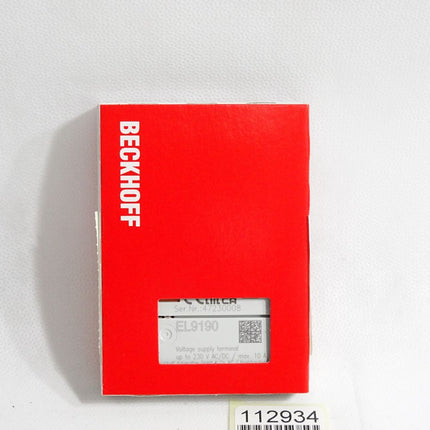 BECKHOFF
Ser.Nr.:47230008
EL9190
Voltage supply terminal
up to 230 V AC/DC / max. 10 A
112934